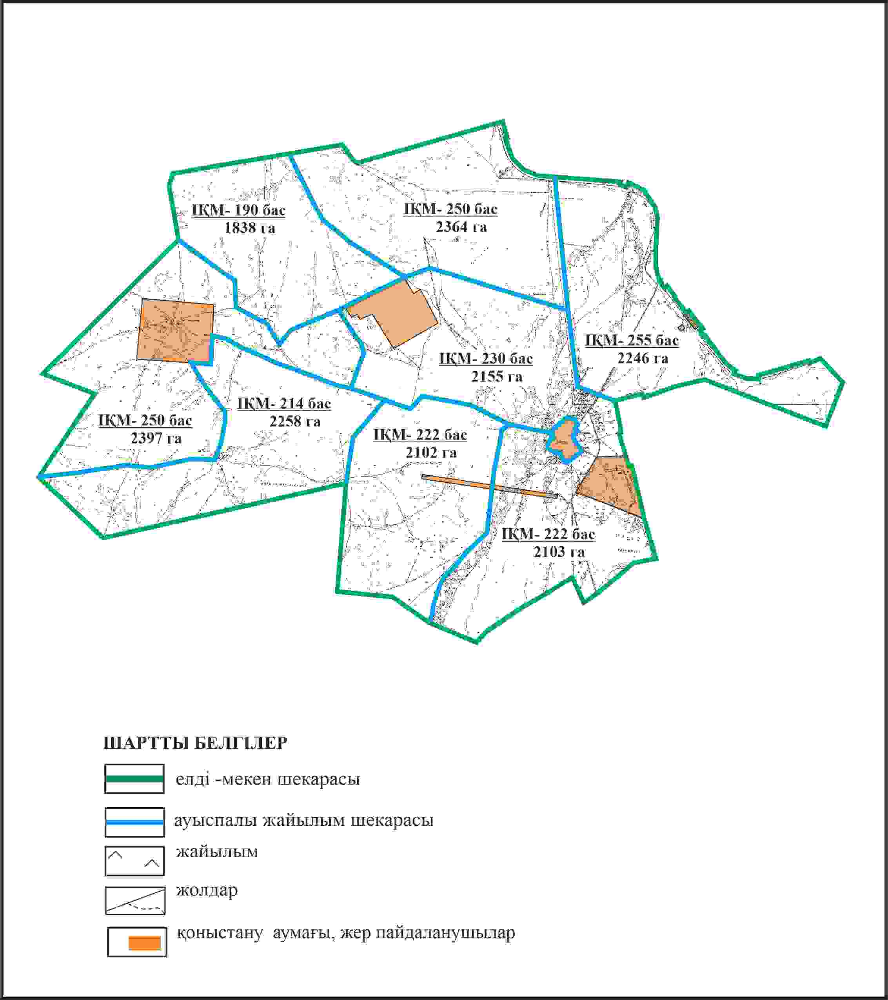 ІҚМ- 190 бас
1838 га
ІҚМ- 250 бас
2364 га
ІҚМ- 255 бас
2246 га
ІҚМ- 230 бас
2155 га
ІҚМ- 214 бас
2258 га
ІҚМ- 250 бас
2397 га
ІҚМ- 222 бас
2102 га
ІҚМ- 222 бас
2103 га
ШАРТТЫ БЕЛГІЛЕР
елді -мекен шекарасы
ауыспалы жайылым шекарасы
жайылым
жолдар
қоныстану аумағы, жер пайдаланушылар